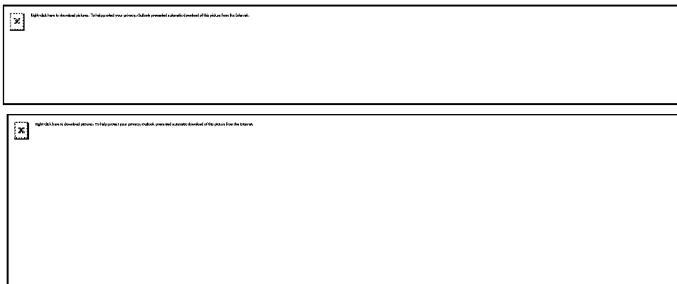 Right-click here to download pictures. To help protect your privacy, Outlook prevented automatic download of this picture from the Internet.
Right-click here to download pictures. To help protect your privacy, Outlook prevented automatic download of this picture from the Internet.